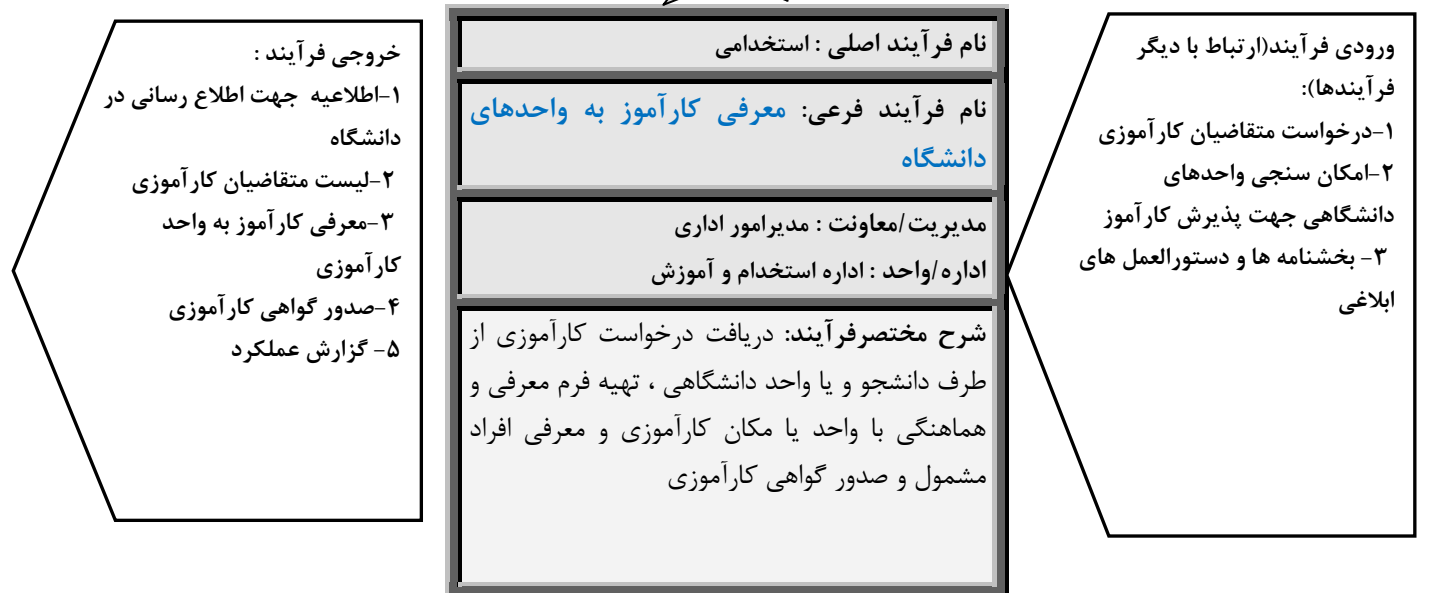 ورودی فرآیند(ارتباط با دیگر
فرآیندها):
۱-درخواست متقاضیان کارآموزی
۲-امکان سنجی واحدهای
دانشگاهی جهت پذیرش کارآموز
۳- بخشنامه ها و دستورالعمل های
ابلاغی
نام فرآیند اصلی : استخدامی
نام فرآیند فرعی: معرفی کارآموز به واحدهای
دانشگاه
مدیریت/معاونت : مدیرامور اداری
اداره/واحد : اداره استخدام و آموزش
شرح مختصرفرآیند: دریافت درخواست کارآموزی از
طرف دانشجو و یا واحد دانشگاهی ، تهیه فرم معرفی و
هماهنگی با واحد یا مکان کارآموزی و معرفی افراد
مشمول و صدور گواهی کارآموزی
خروجی فرآیند :
۱-اطلاعیه جهت اطلاع رسانی در
دانشگاه
۲-لیست متقاضیان کارآموزی
۳-معرفی کارآموز به واحد
کارآموزی
۴-صدور گواهی کارآموزی
۵- گزارش عملکرد